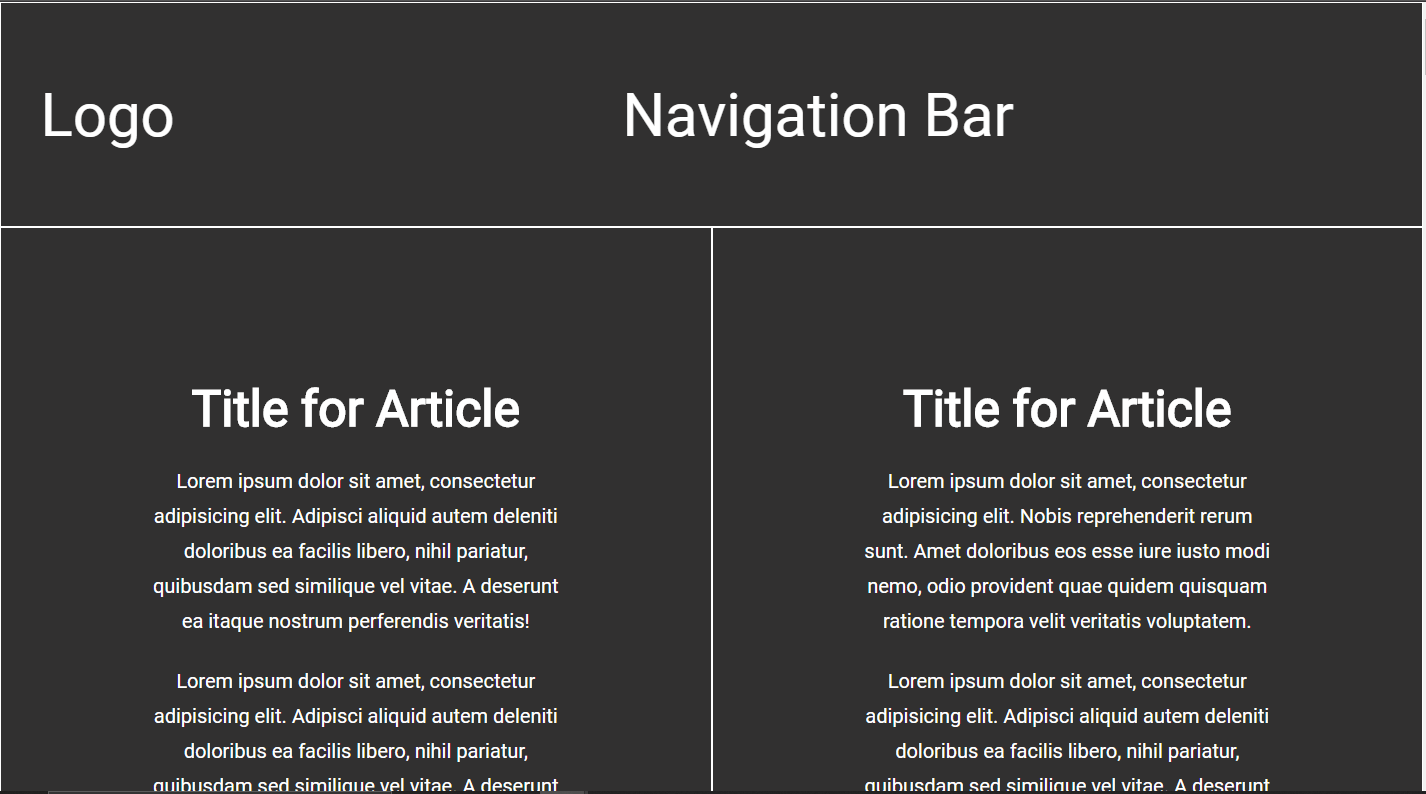 Logo
Navigation Bar
Title for Article
Lorem ipsum dolor sit amet, consectetur
adipisicing elit. Adipisci aliquid autem deleniti
doloribus ea facilis libero, nihil pariatur,
quibusdam sed similique vel vitae. A deserunt
ea itaque nostrum perferendis veritatis!
Lorem ipsum dolor sit amet, consectetur
adipisicing elit. Adipisci aliquid autem deleniti
doloribus ea facilis libero, nihil pariatur,
quibusdam sed similique vel vitae. A deserunt
Title for Article
Lorem ipsum dolor sit amet, consectetur
adipisicing elit. Nobis reprehenderit rerum
sunt. Amet doloribus eos esse iure iusto modi
nemo, odio provident quae quidem quisquam
ratione tempora velit veritatis voluptatem.
Lorem ipsum dolor sit amet, consectetur
adipisicing elit. Adipisci aliquid autem deleniti
doloribus ea facilis libero, nihil pariatur,
quibusdam sed similique vel vitae. A deserunt